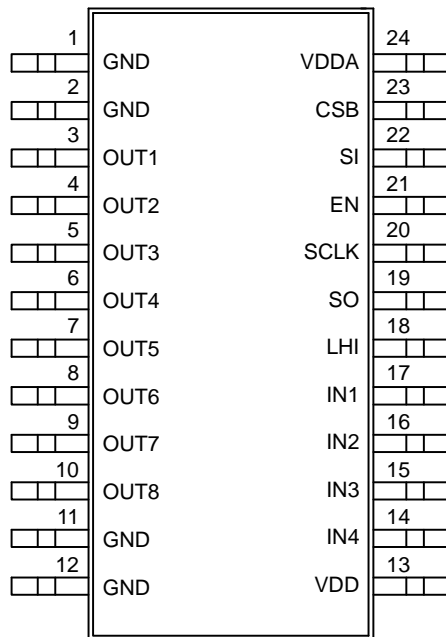 1 GND VDDA 24
2 GND CSB 23
3 OUT1 SI 22
4 OUT2 EN 21
5 OUT3 SCLK 20
6 OUT4 SO 19
7 OUT5 LHI 18
8 OUT6 IN1 17
9 OUT7 IN2 16
10 OUT8 IN3 15
11 GND IN4 14
12 GND VDD 13